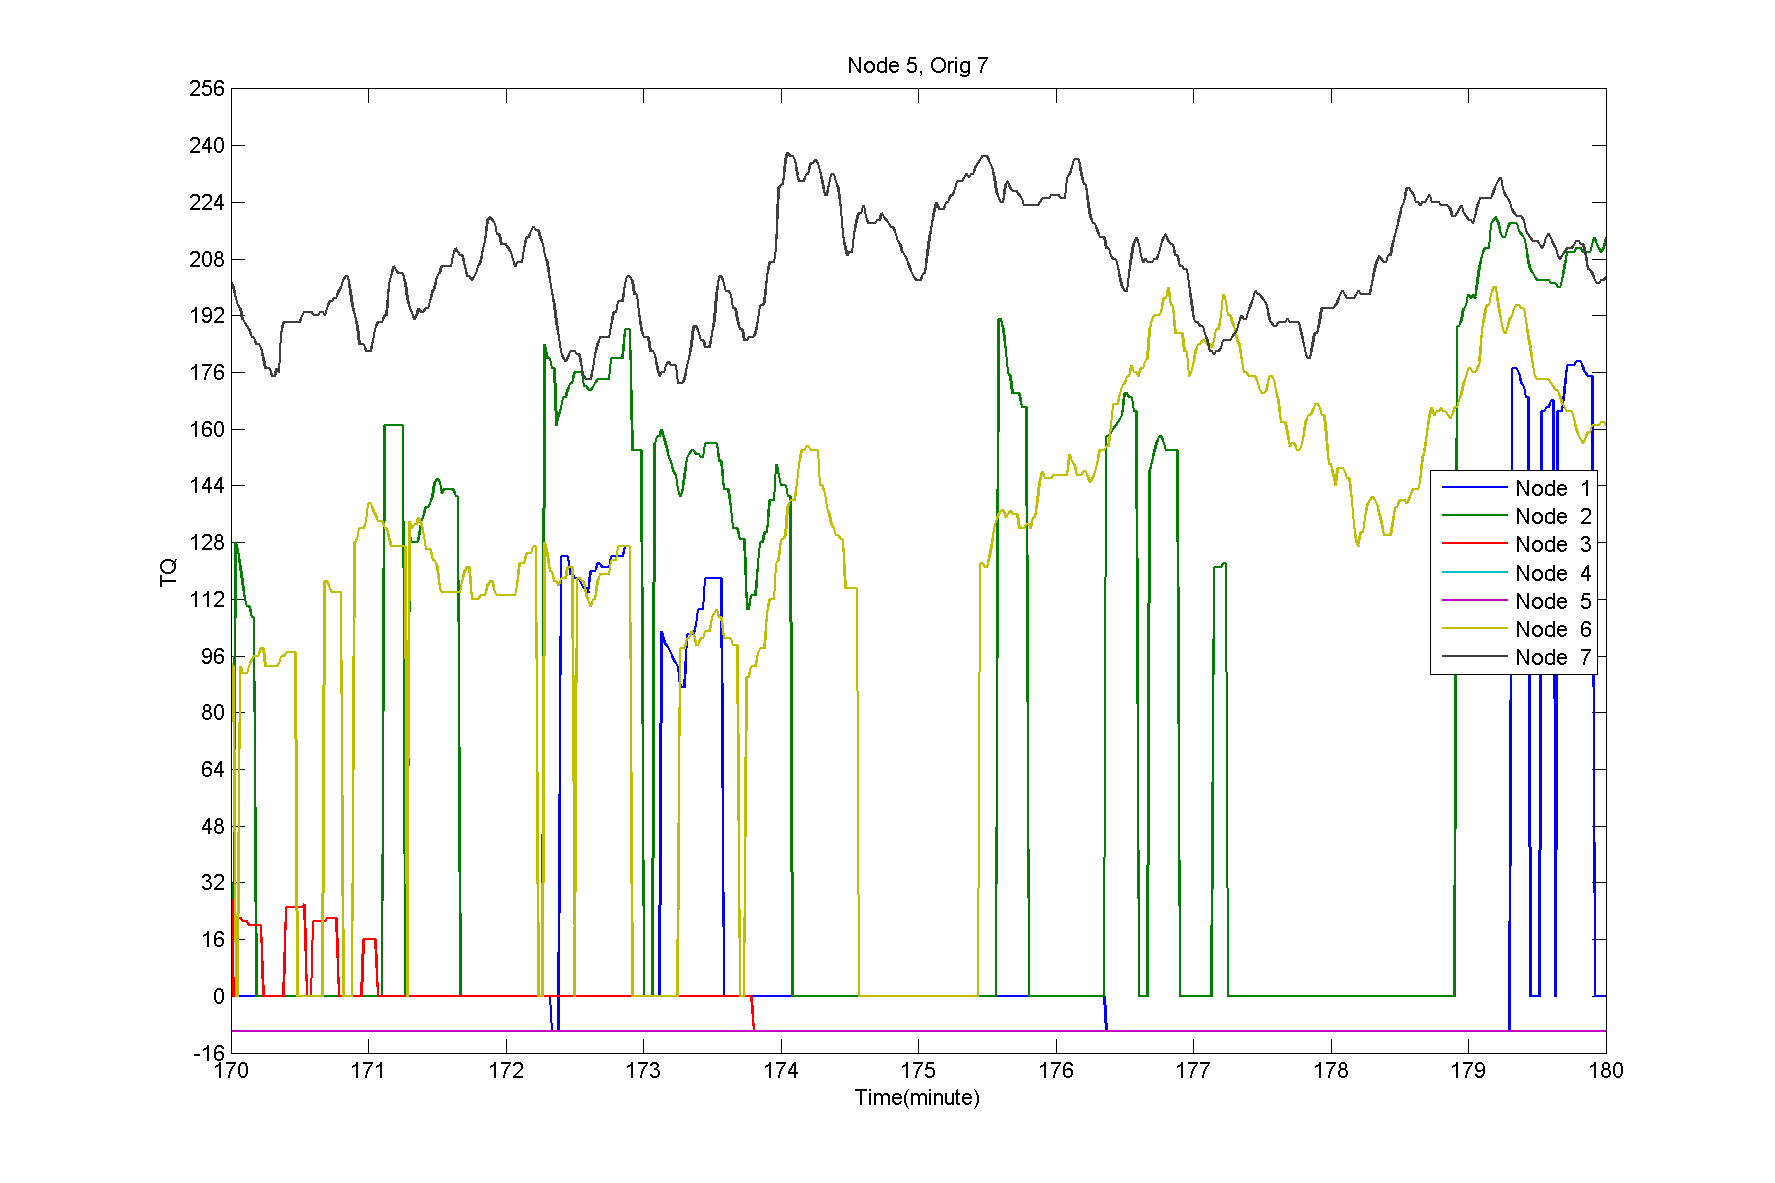 Node 5, Orig 7
256
240
224
208
192
176
160
144
128
112
96
80
64
48
32
16
0
-16
TQ
Node 1
Node 2
Node 3
Node 4
Node 5
Node 6
Node 7
170 171 172 173 174 175 176 177 178 179 180
Time(minute)